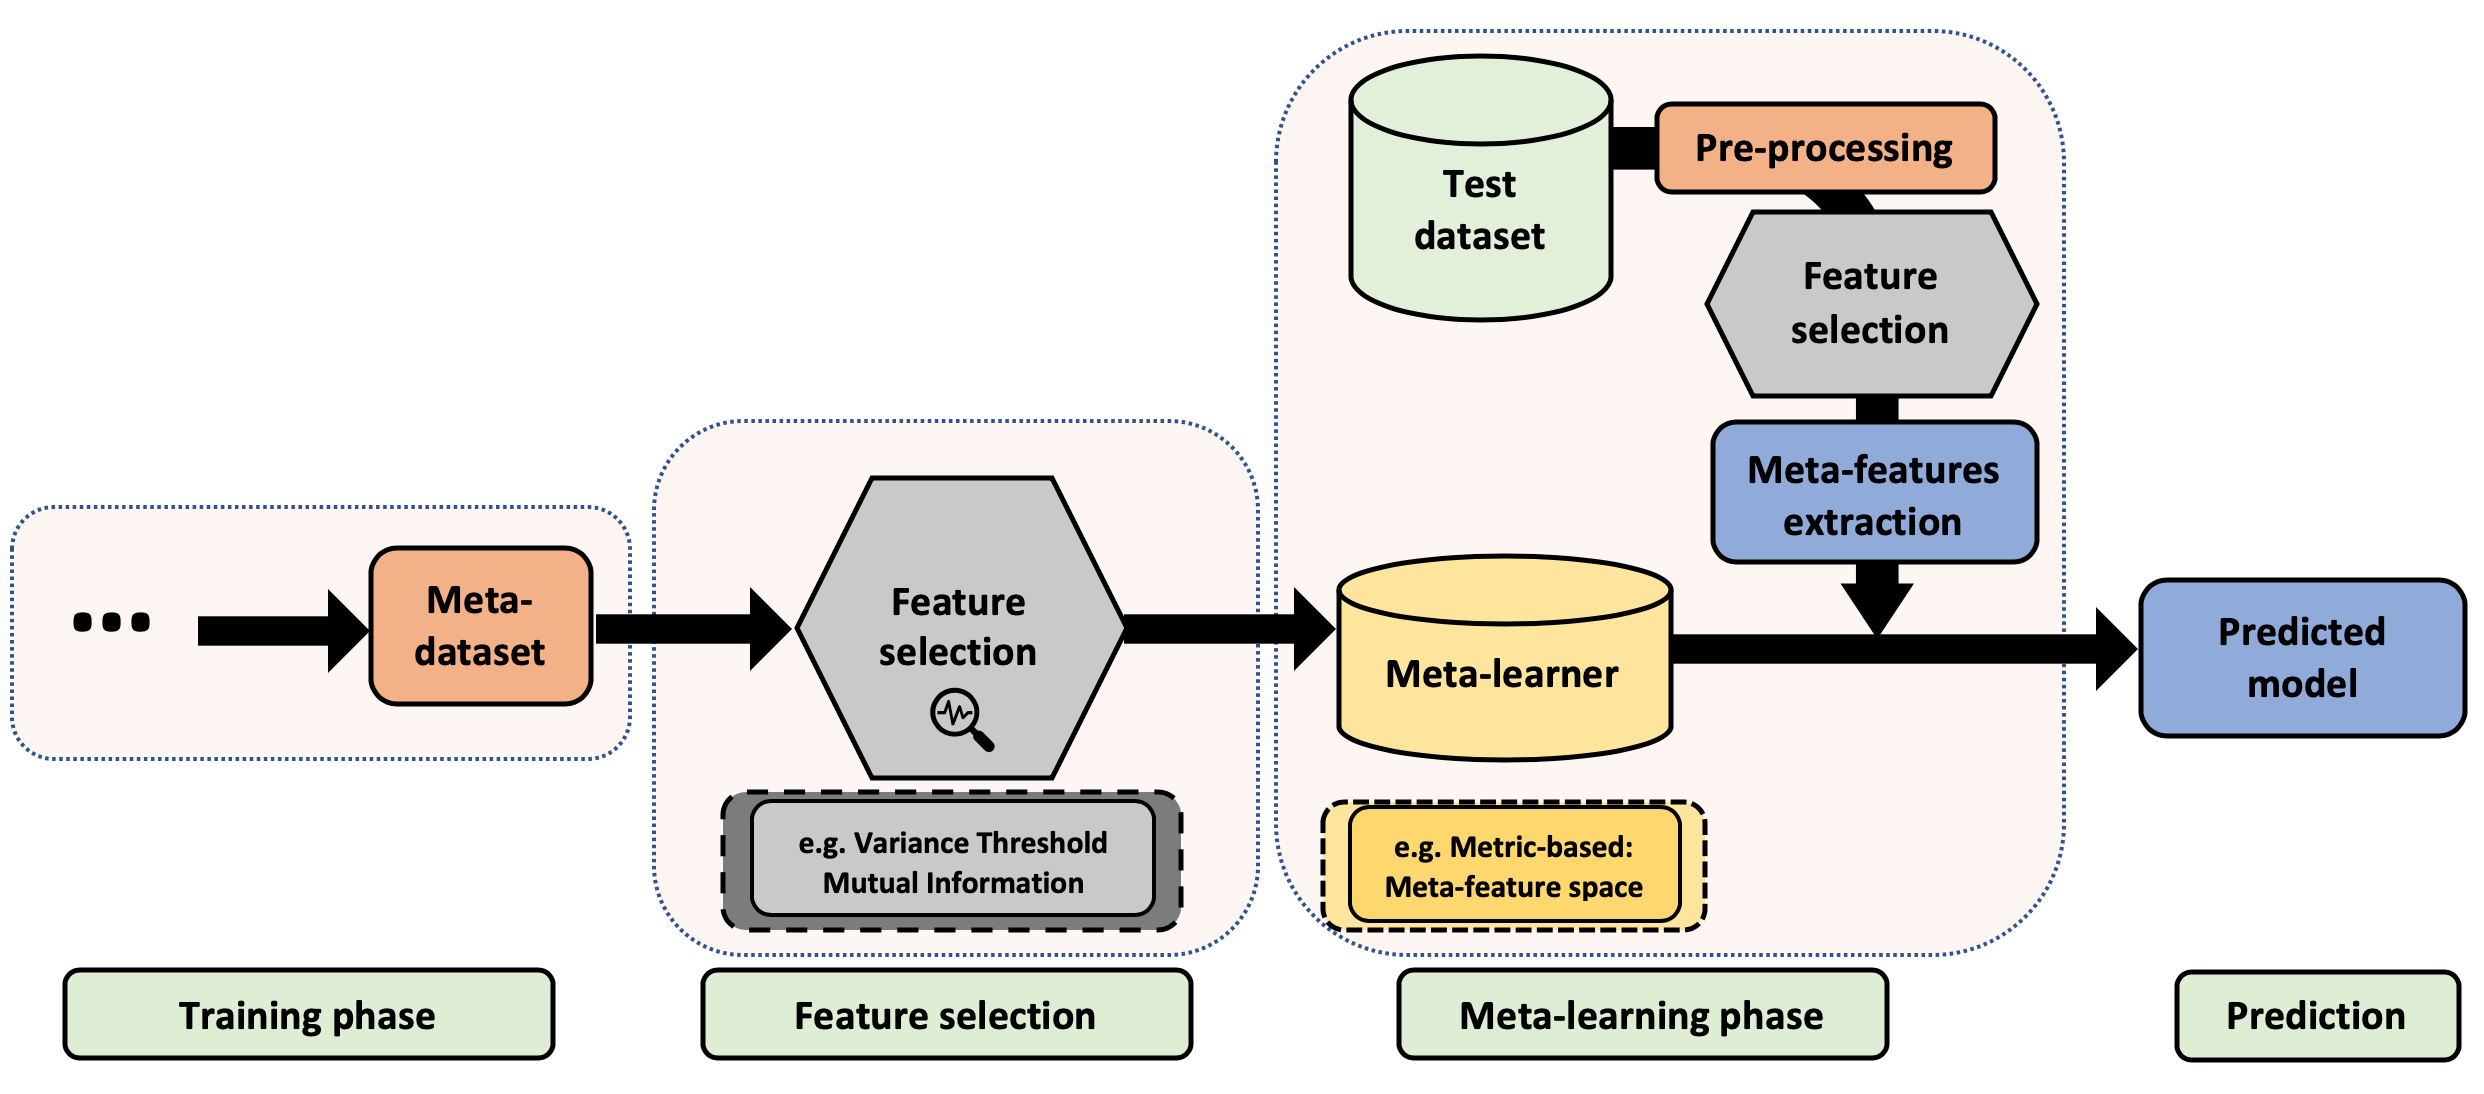 Test
dataset
Pre-processing
Feature
selection
Meta-features
extraction
...
Meta-
dataset
Feature
selection
Meta-learner
Predicted
model
e.g. Variance Threshold
Mutual Information
e.g. Metric-based:
Meta-feature space
Training phase
Feature selection
Meta-learning phase
Prediction